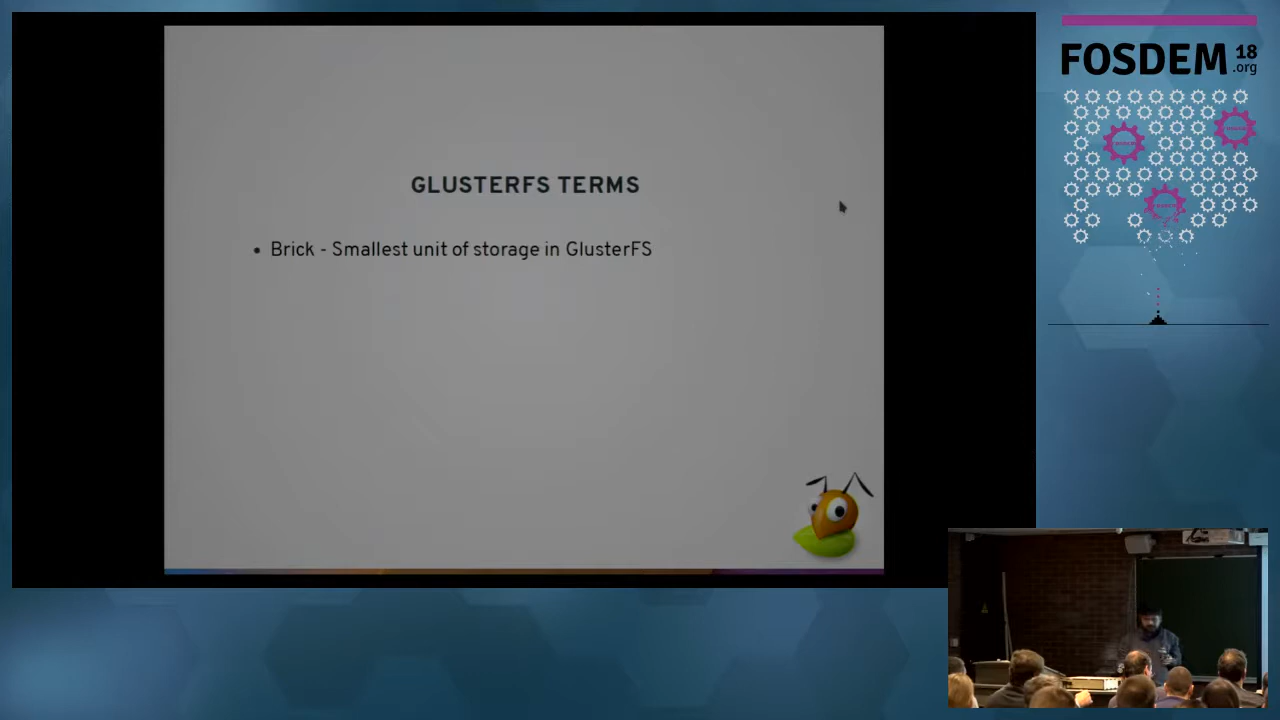 GLUSTERFS TERMS
• Brick - Smallest unit of storage in GlusterFS
FOSDEM 18
.org